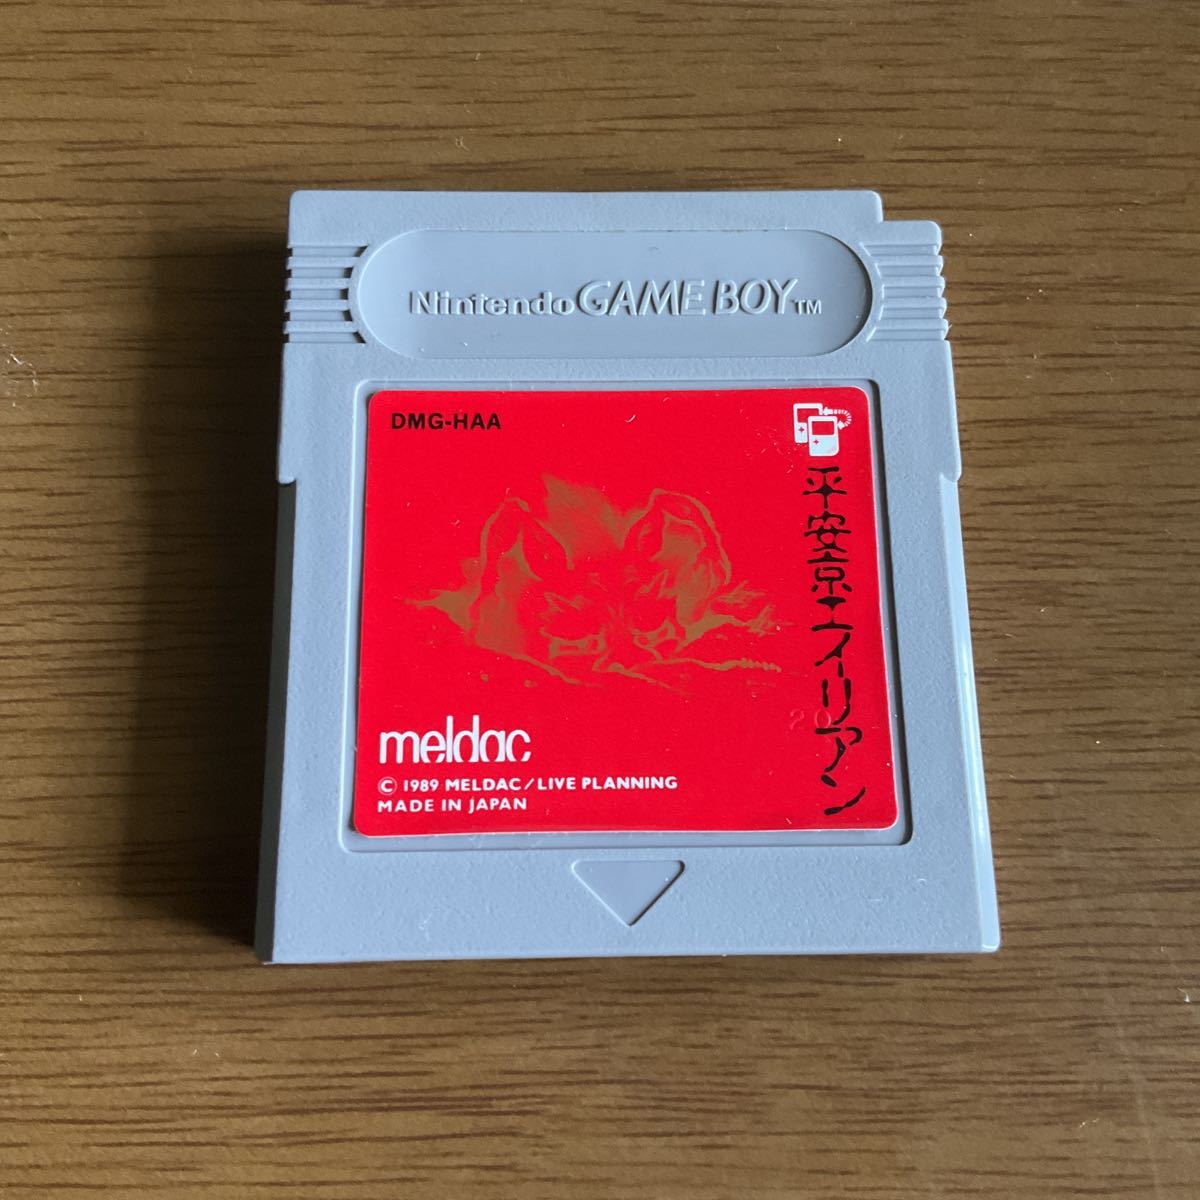 Nintendo GAME BOY TM
DMG-HAA
平安京エイリアン
20
meldac
© 1989 MELDAC/LIVE PLANNING
MADE IN JAPAN